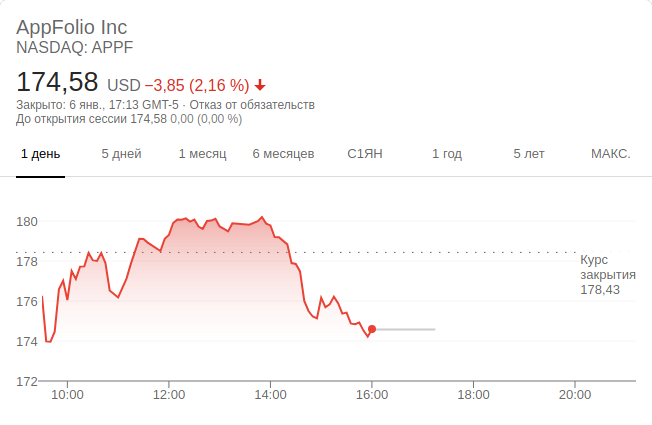 AppFolio Inc
NASDAQ: APPF
174,58 USD −3,85 (2,16 %)
Закрыто: 6 янв., 17:13 GMT-5 · Отказ от обязательств
До открытия сессии 174,58 0,00 (0,00 %)
1 день 5 дней 1 месяц 6 месяцев С1ЯН 1 год 5 лет МАКС.
180
178
176
174
172
Курс
закрытия
178,43
10:00 12:00 14:00 16:00 18:00 20:00